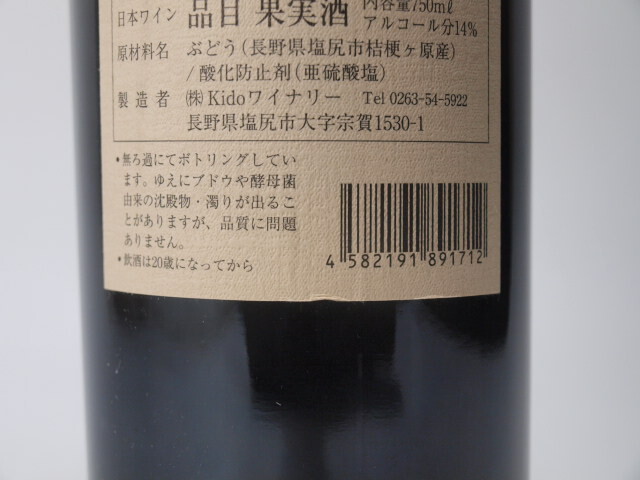 日本ワイン 品目 果実酒 内容量750mℓ
アルコール分14%
原材料名 ぶどう(長野県塩尻市桔梗ヶ原産)
/酸化防止剤(亜硫酸塩)
製造者 ㈱Kidoワイナリー Tel 0263-54-5922
長野県塩尻市大字宗賀1530-1
•無ろ過にてボトリングしてい
ます。ゆえにブドウや酵母菌
由来の沈殿物・濁りが出るこ
とがありますが、品質に問題
ありません。
•飲酒は20歳になってから
4 582191 891712